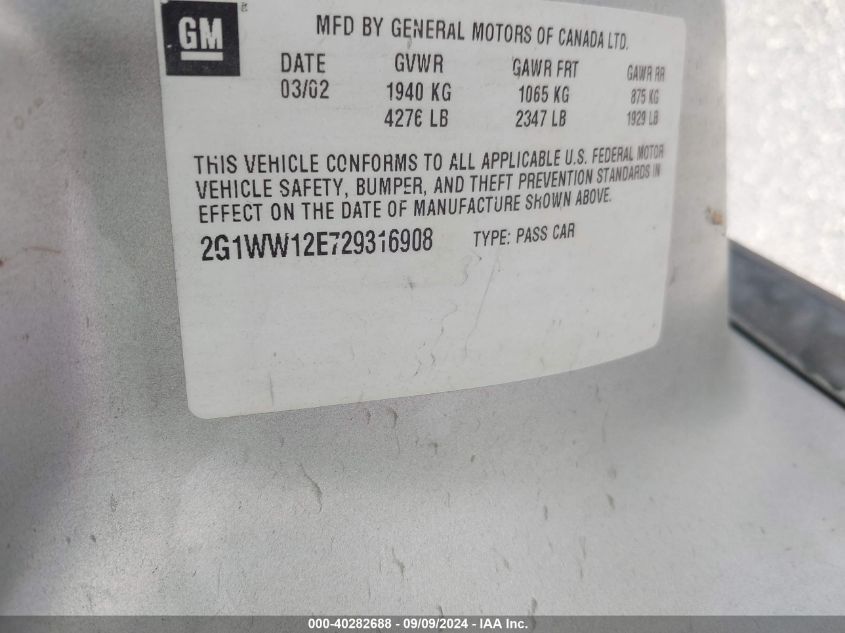 GM
MFD BY GENERAL MOTORS OF CANADA LTD.
DATE GVWR GAWR FRT GAWR RR
03/02 1940 KG 1065 KG 875 KG
4276 LB 2347 LB 1929 LB
THIS VEHICLE CONFORMS TO ALL APPLICABLE U.S. FEDERAL MOTOR
VEHICLE SAFETY, BUMPER, AND THEFT PREVENTION STANDARDS IN
EFFECT ON THE DATE OF MANUFACTURE SHOWN ABOVE.
2G1WW12E729316908 TYPE: PASS CAR
000-40282688 - 09/09/2024 - IAA Inc.